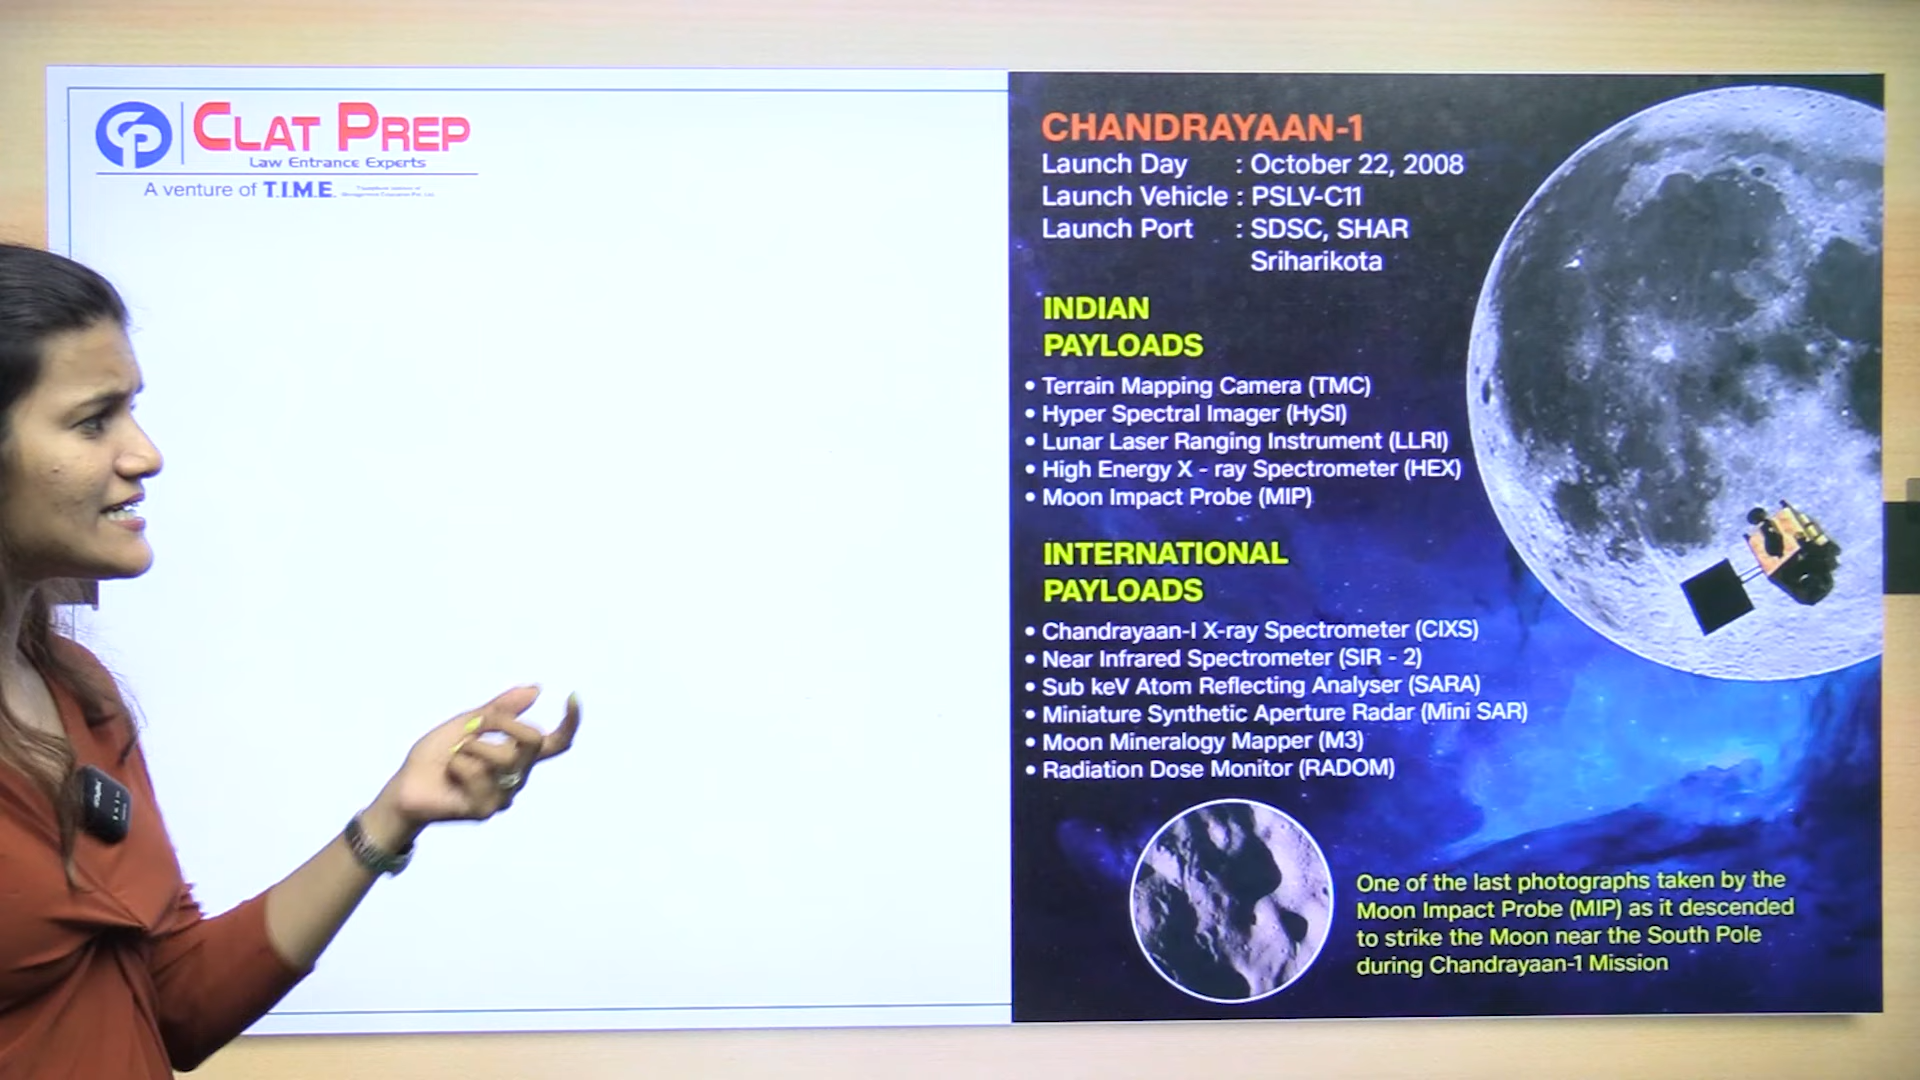 CLAT PREP
Law Entrance Experts
A venture of T.I.M.E.
CHANDRAYAAN-1
Launch Day : October 22, 2008
Launch Vehicle : PSLV-C11
Launch Port : SDSC, SHAR
Sriharikota
INDIAN
PAYLOADS
• Terrain Mapping Camera (TMC)
• Hyper Spectral Imager (HySI)
• Lunar Laser Ranging Instrument (LLRI)
• High Energy X - ray Spectrometer (HEX)
• Moon Impact Probe (MIP)
INTERNATIONAL
PAYLOADS
• Chandrayaan-I X-ray Spectrometer (CIXS)
• Near Infrared Spectrometer (SIR - 2)
• Sub keV Atom Reflecting Analyser (SARA)
• Miniature Synthetic Aperture Radar (Mini SAR)
• Moon Mineralogy Mapper (M3)
• Radiation Dose Monitor (RADOM)
One of the last photographs taken by the
Moon Impact Probe (MIP) as it descended
to strike the Moon near the South Pole
during Chandrayaan-1 Mission